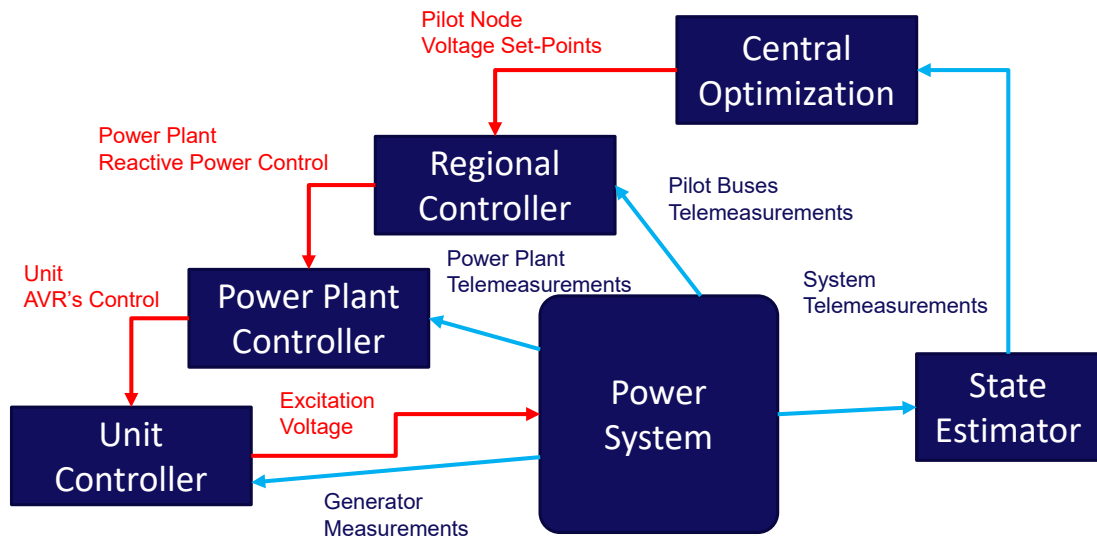 Pilot Node
Voltage Set-Points
Central
Optimization
Power Plant
Reactive Power Control
Regional
Controller
Pilot Buses
Telemeasurements
Unit
AVR's Control
Power Plant
Controller
Power Plant
Telemeasurements
System
Telemeasurements
Unit
Controller
Excitation
Voltage
Power
System
State
Estimator
Generator
Measurements